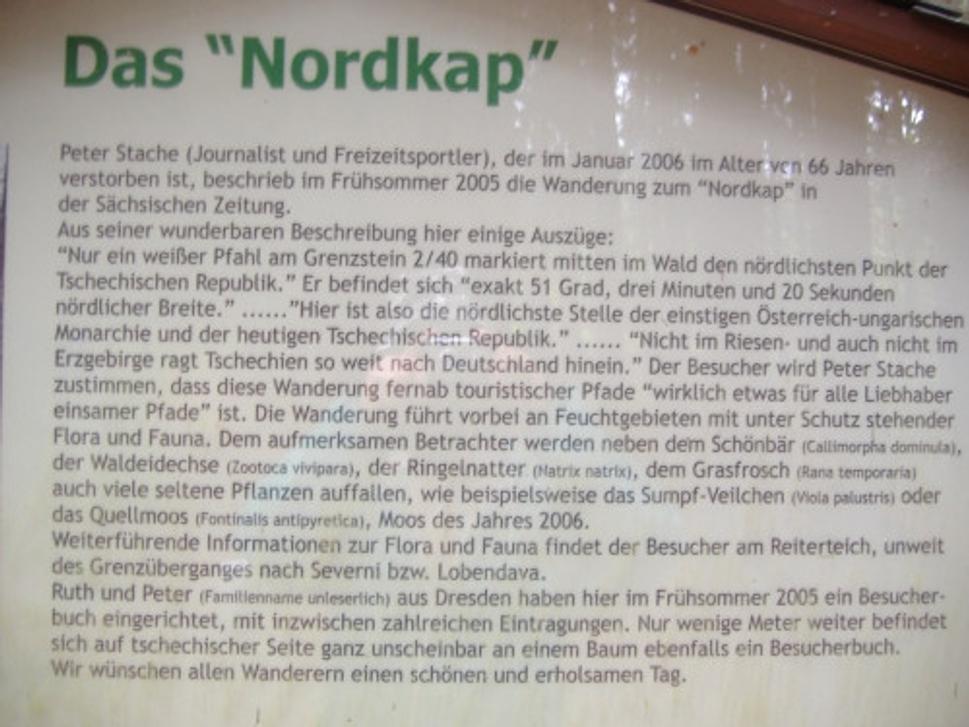 Das "Nordkap"
Peter Stache (Journalist und Freizeitsportler), der im Januar 2006 im Alter von 66 Jahren
verstorben ist, beschrieb im Frühsommer 2005 die Wanderung zum "Nordkap" in
der Sächsischen Zeitung.
Aus seiner wunderbaren Beschreibung hier einige Auszüge:
"Nur ein weißer Pfahl am Grenzstein 2/40 markiert mitten im Wald den nördlichsten Punkt der
Tschechischen Republik." Er befindet sich "exakt 51 Grad, drei Minuten und 20 Sekunden
nördlicher Breite." ......"Hier ist also die nördlichste Stelle der einstigen Österreich-ungarischen
Monarchie und der heutigen Tschechischen Republik." ...... "Nicht im Riesen- und auch nicht im
Erzgebirge ragt Tschechien so weit nach Deutschland hinein." Der Besucher wird Peter Stache
zustimmen, dass diese Wanderung fernab touristischer Pfade "wirklich etwas für alle Liebhaber
einsamer Pfade" ist. Die Wanderung führt vorbei an Feuchtgebieten mit unter Schutz stehender
Flora und Fauna. Dem aufmerksamen Betrachter werden neben dem Schönbär (Callimorpha dominula),
der Waldeidechse (Zootoca vivipara), der Ringelnatter (Natrix natrix), dem Grasfrosch (Rana temporaria)
auch viele seltene Pflanzen auffallen, wie beispielsweise das Sumpf-Veilchen (Viola palustris) oder
das Quellmoos (Fontinalis antipyretica), Moos des Jahres 2006.
Weiterführende Informationen zur Flora und Fauna findet der Besucher am Reiterteich, unweit
des Grenzüberganges nach Severni bzw. Lobendava.
Ruth und Peter (Familienname unleserlich) aus Dresden haben hier im Frühsommer 2005 ein Besucher-
buch eingerichtet, mit inzwischen zahlreichen Eintragungen. Nur wenige Meter weiter befindet
sich auf tschechischer Seite ganz unscheinbar an einem Baum ebenfalls ein Besucherbuch.
Wir wünschen allen Wanderern einen schönen und erholsamen Tag.